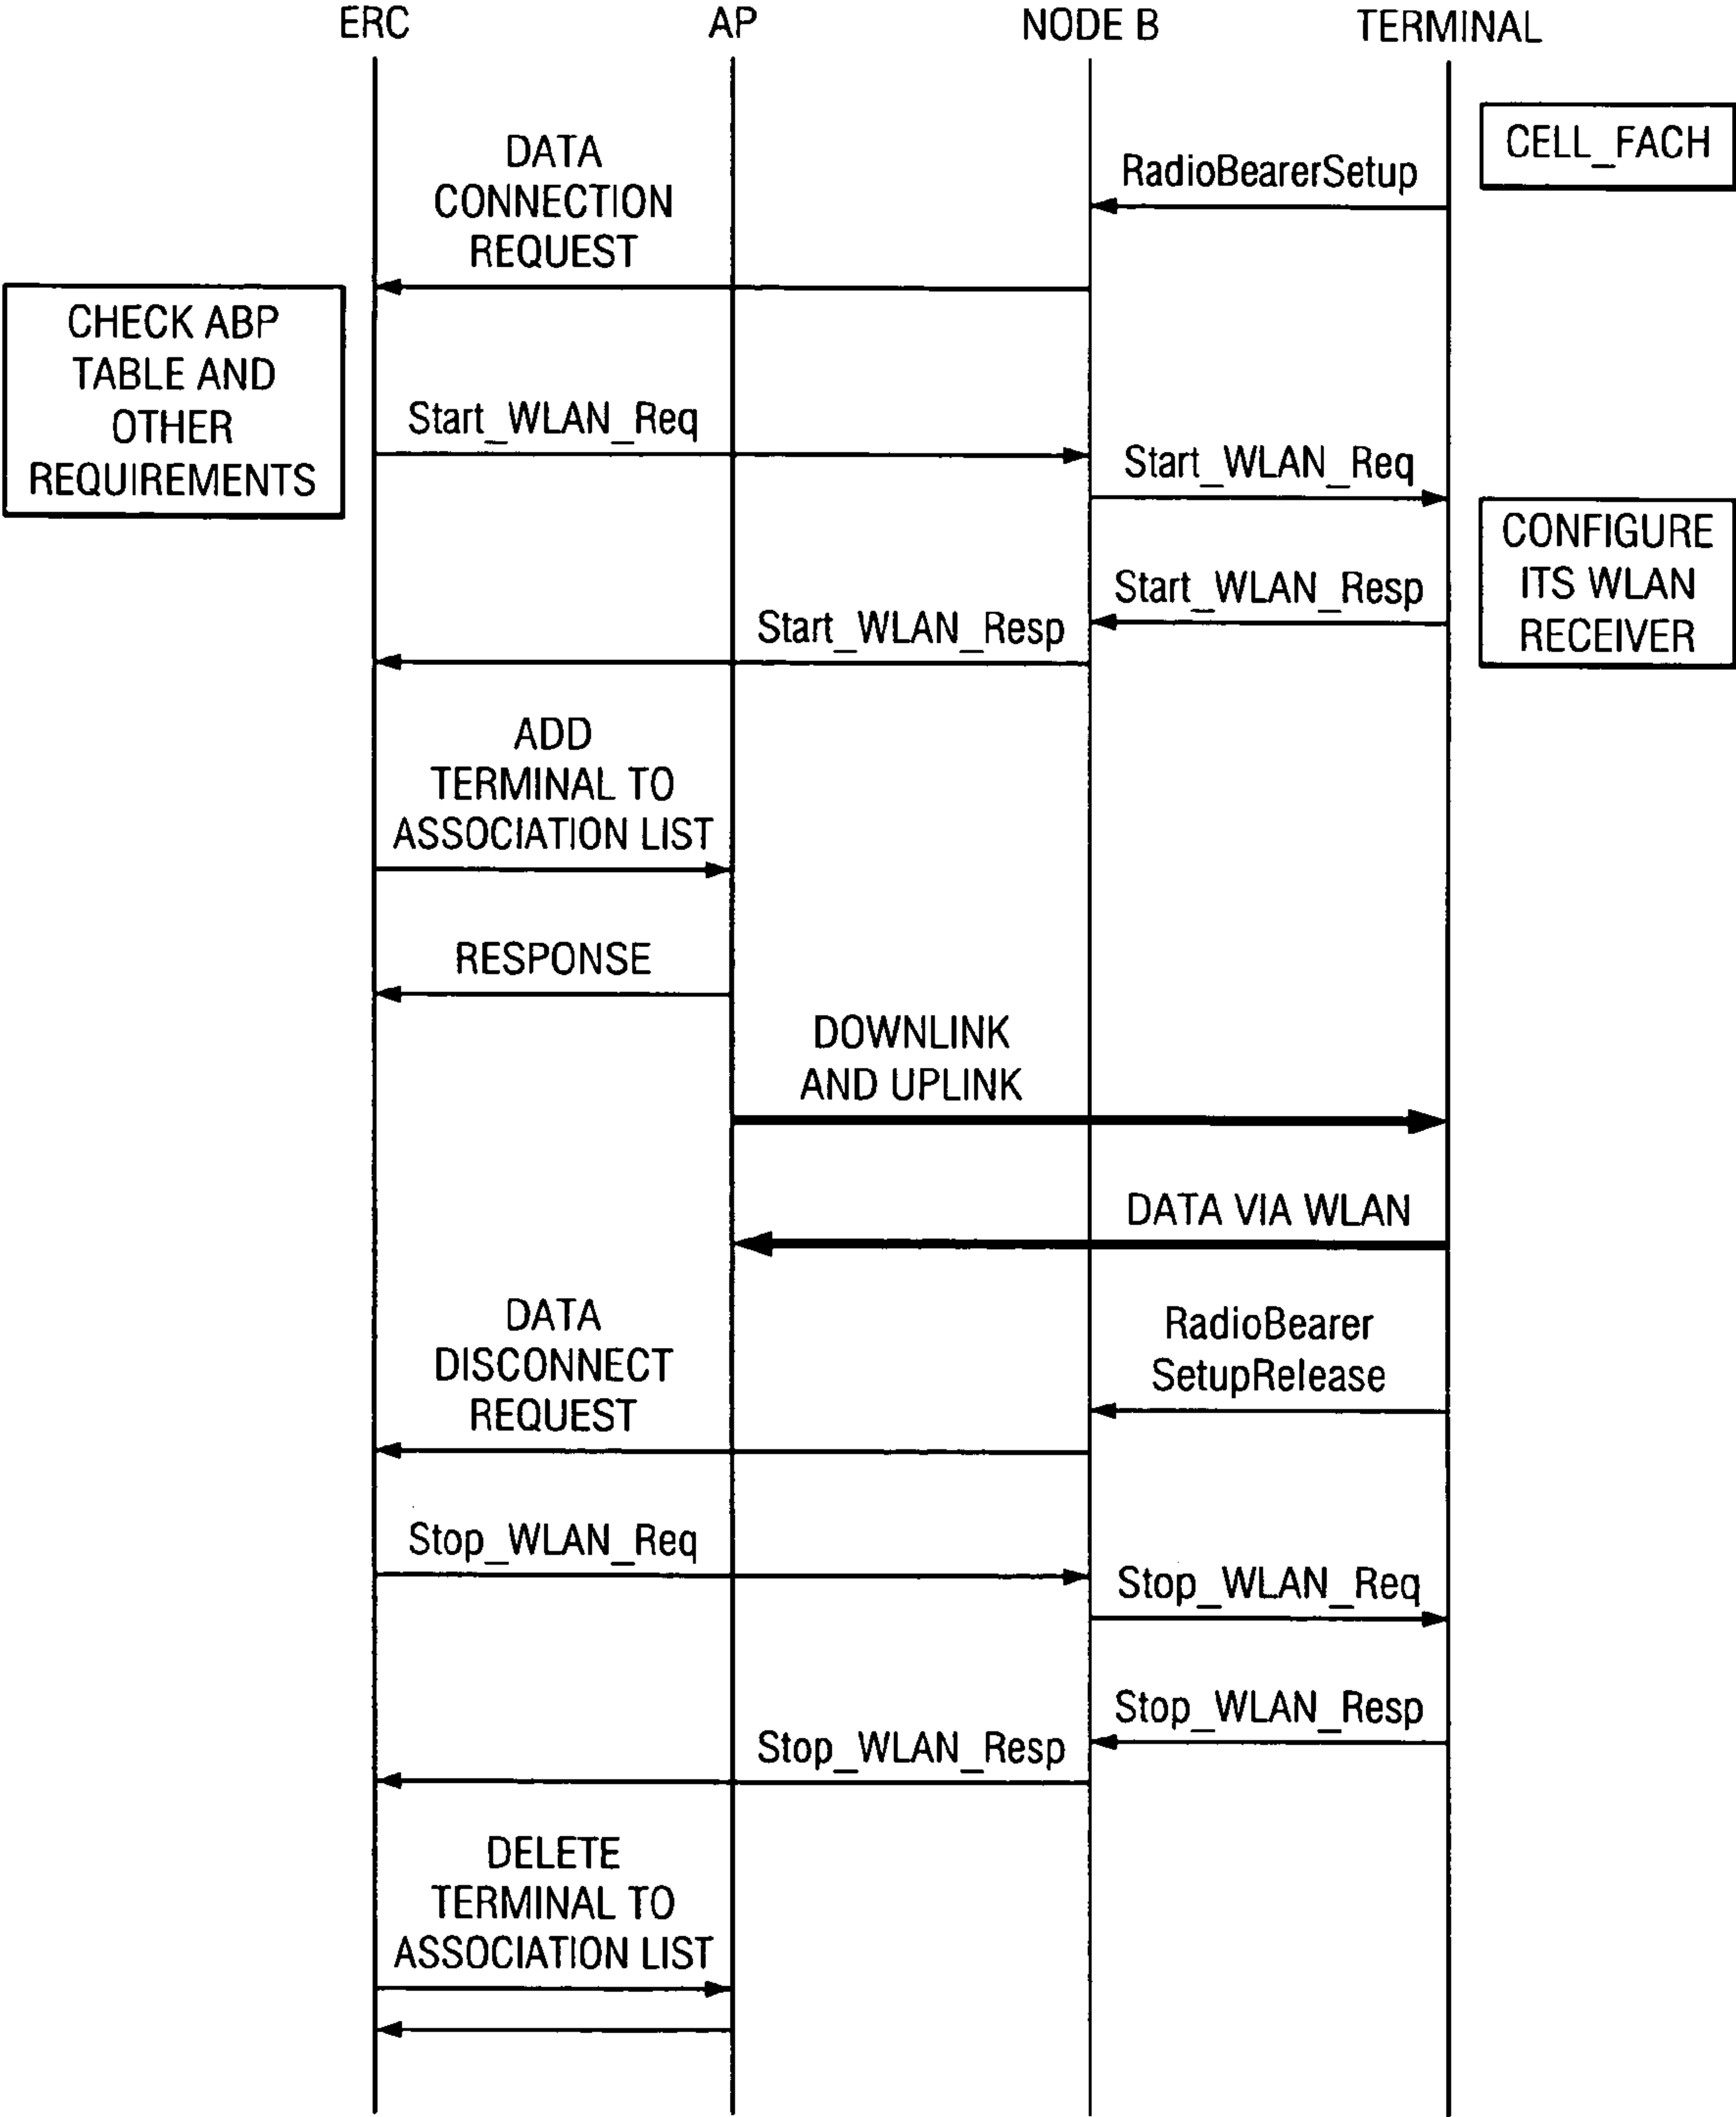 ERC
AP
NODE B
TERMINAL
CELL_FACH
DATA
CONNECTION
REQUEST
RadioBearerSetup
CHECK ABP
TABLE AND
OTHER
REQUIREMENTS
Start_WLAN_Req
Start_WLAN_Req
CONFIGURE
ITS WLAN
RECEIVER
Start_WLAN_Resp
Start_WLAN_Resp
ADD
TERMINAL TO
ASSOCIATION LIST
RESPONSE
DOWNLINK
AND UPLINK
DATA VIA WLAN
DATA
DISCONNECT
REQUEST
RadioBearer
SetupRelease
Stop_WLAN_Req
Stop_WLAN_Req
Stop_WLAN_Resp
Stop_WLAN_Resp
DELETE
TERMINAL TO
ASSOCIATION LIST